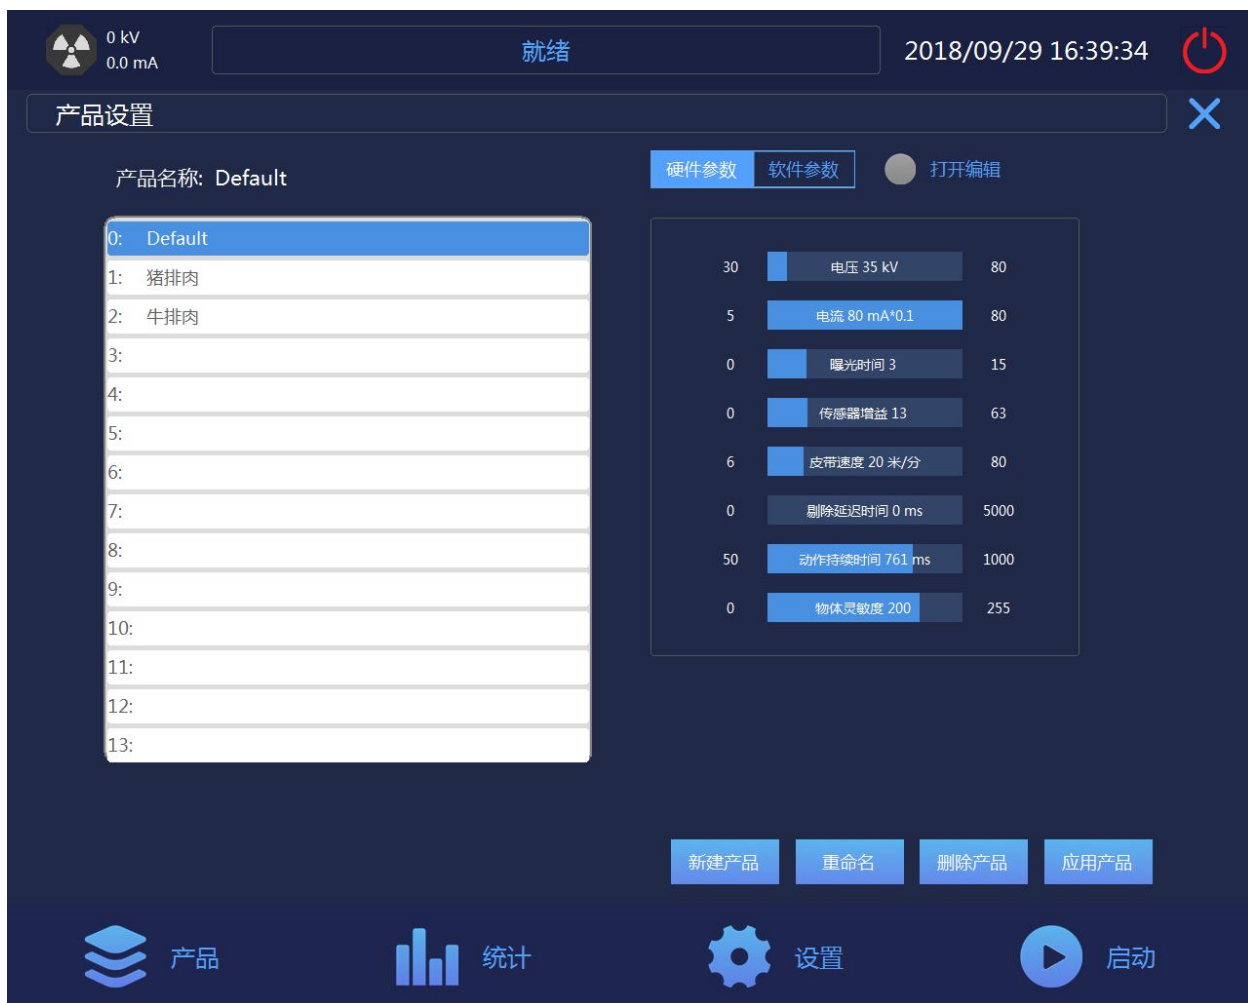 0 kV
0.0 mA
就绪
2018/09/29 16:39:34
产品设置
产品名称: Default
硬件参数
软件参数
打开编辑
0: Default
1: 猪排肉
2: 牛排肉
3:
4:
5:
6:
7:
8:
9:
10:
11:
12:
13:
30 电压 35 kV 80
5 电流 80 mA*0.1 80
0 曝光时间 3 15
0 传感器增益 13 63
6 皮带速度 20 米/分 80
0 剔除延迟时间 0 ms 5000
50 动作持续时间 761 ms 1000
0 物体灵敏度 200 255
新建产品
重命名
删除产品
应用产品
产品
统计
设置
启动